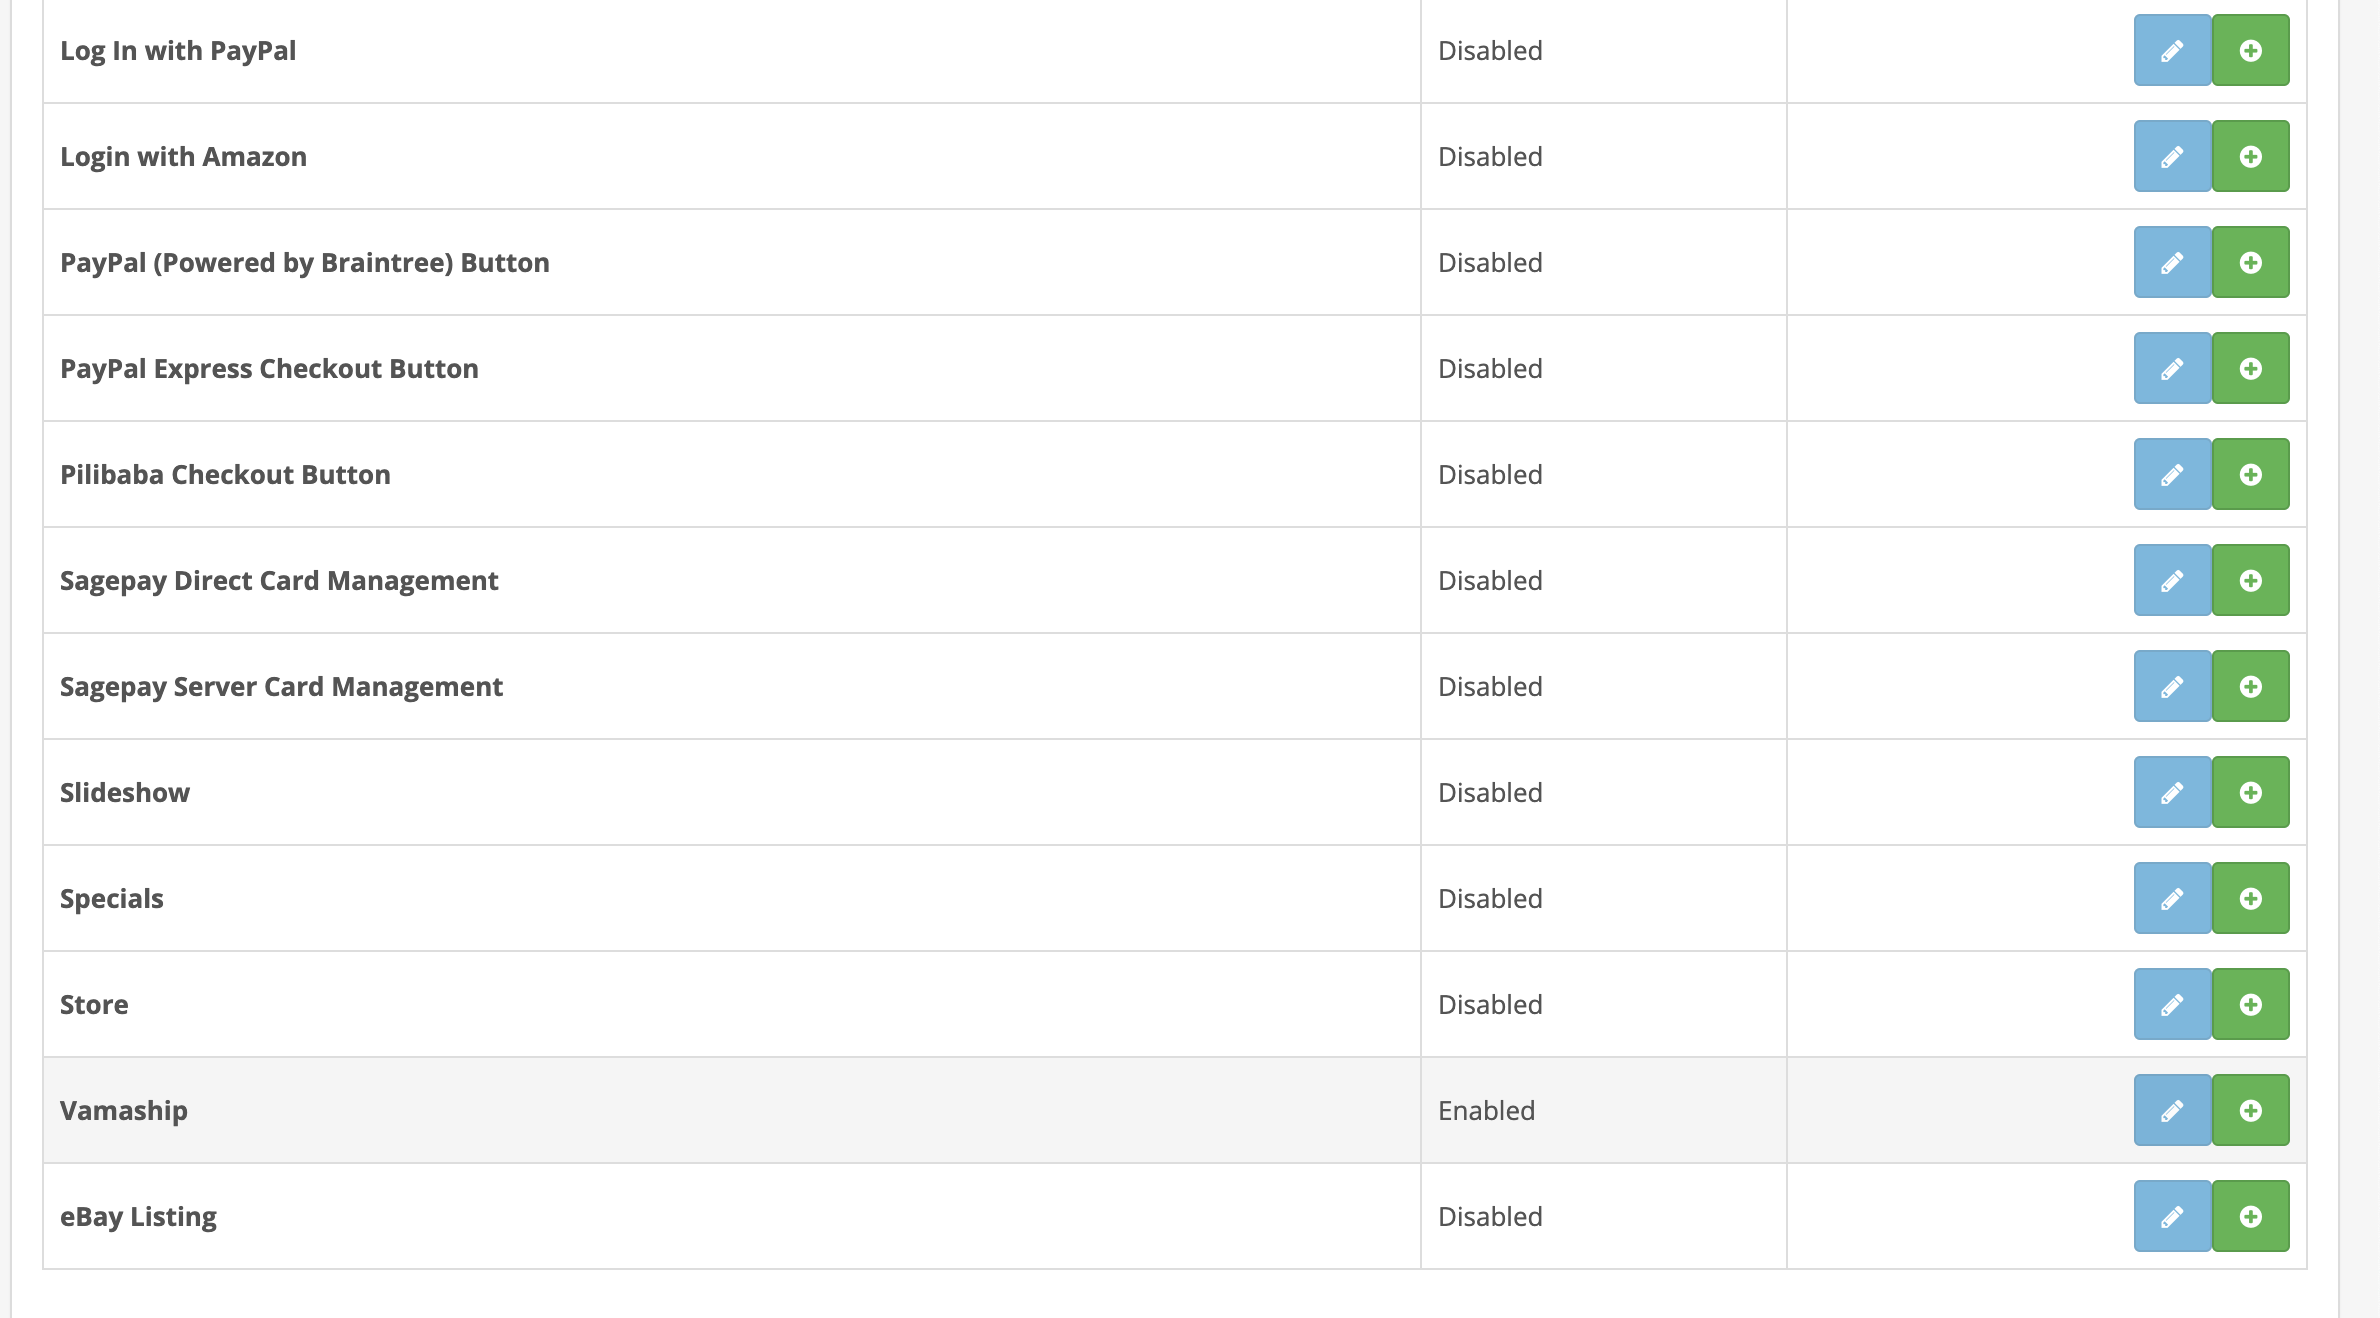 Log In with PayPal Disabled
Login with Amazon Disabled
PayPal (Powered by Braintree) Button Disabled
PayPal Express Checkout Button Disabled
Pilibaba Checkout Button Disabled
Sagepay Direct Card Management Disabled
Sagepay Server Card Management Disabled
Slideshow Disabled
Specials Disabled
Store Disabled
Vamaship Enabled
eBay Listing Disabled